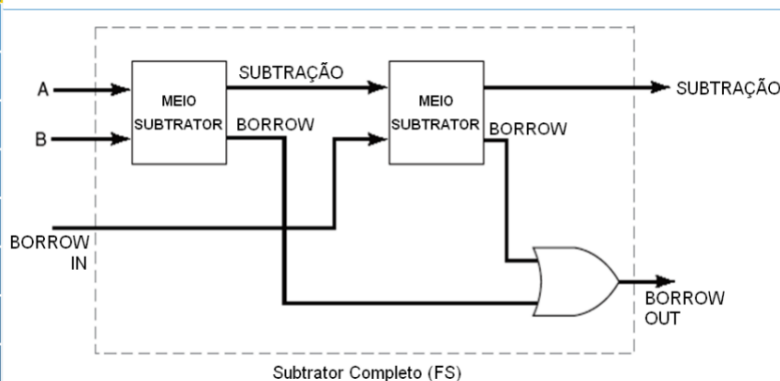 SUBTRAÇÃO
A
MEIO
SUBTRATOR
MEIO
SUBTRATOR
SUBTRAÇÃO
B
BORROW
BORROW
BORROW
IN
BORROW
OUT
Subtrator Completo (FS)